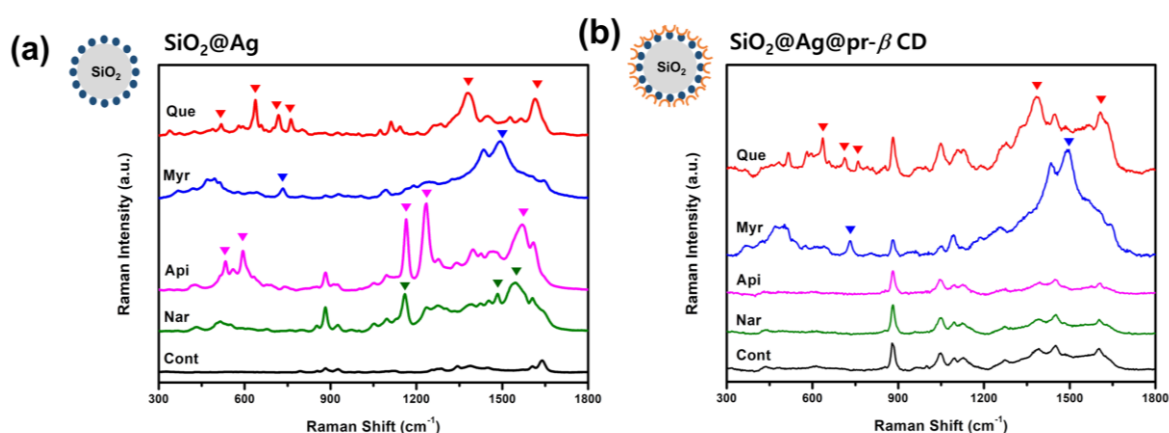 (a)
SiO2
SiO2@Ag
Que
Myr
Api
Nar
Cont
Raman Intensity (a.u.)
300 600 900 1200 1500 1800
Raman Shift (cm-1)
(b)
SiO2
SiO2@Ag@pr-β CD
Que
Myr
Api
Nar
Cont
Raman Intensity (a.u.)
300 600 900 1200 1500 1800
Raman Shift (cm-1)